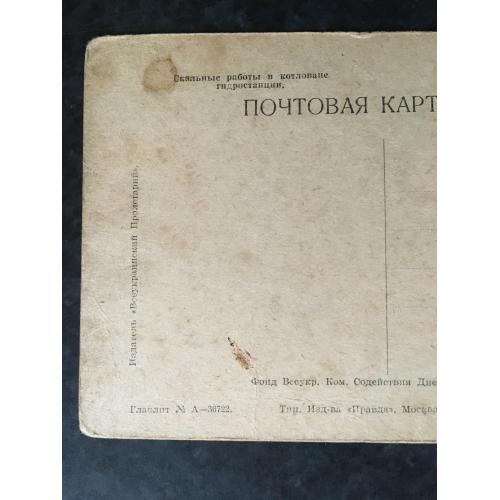 Скальные работы в котловане
гидростанции.
ПОЧТОВАЯ КАРТ
Издатель «Всеукраинский Пролетарий».
Фонд Всеукр. Ком. Содействия Дне
Главлит № А—36722.
Тип. Изд-ва «Правда», Москва